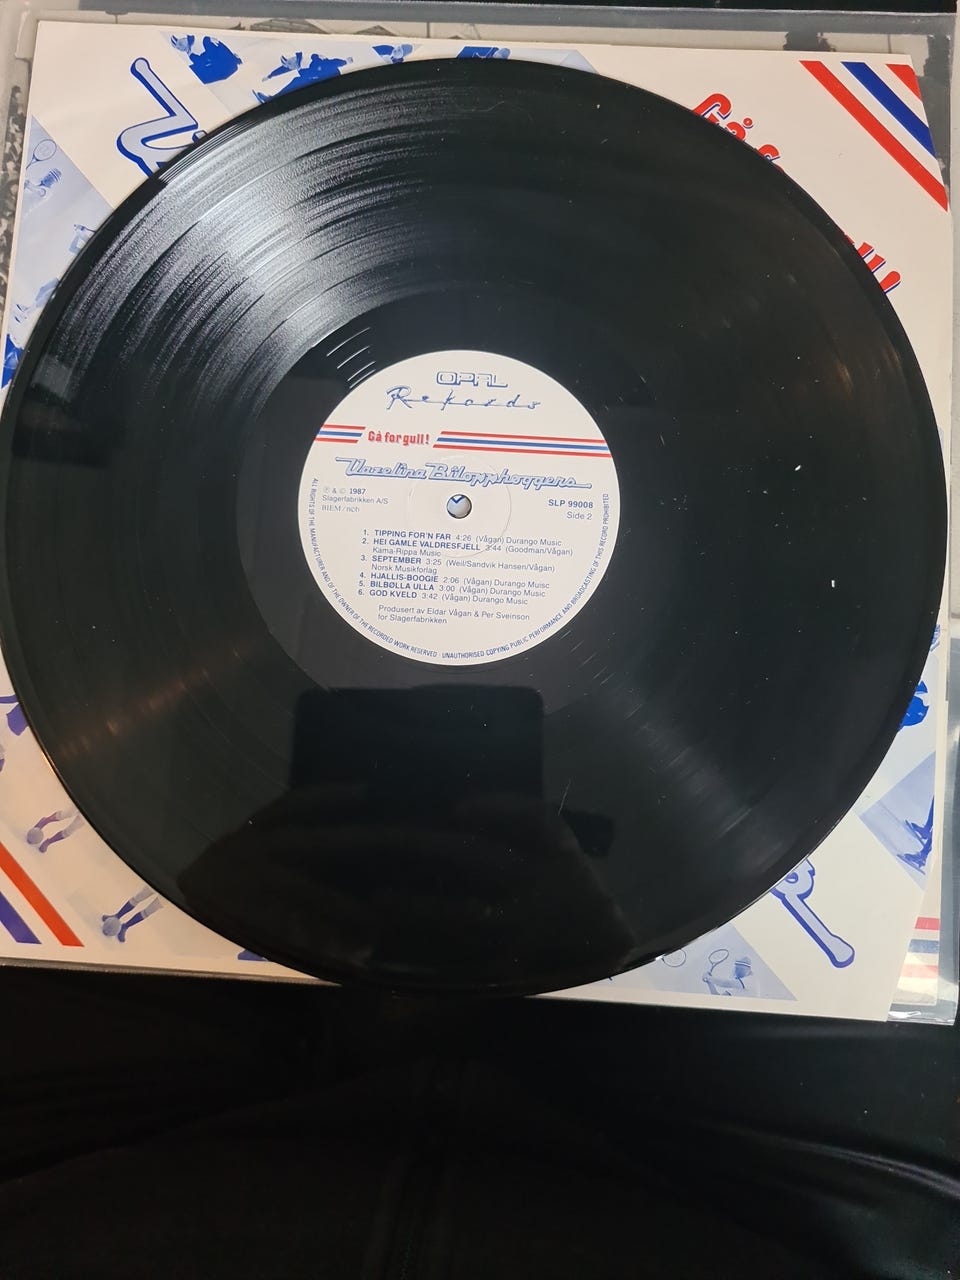 OPAL
Rekords
Gå for gull!
Vazelina Bilopphøggers
℗ & © 1987
Slagerfabrikken A/S
BIEM/ncb
SLP 99008
Side 2
1. TIPPING FOR'N FAR 4:26 (Vågan) Durango Music
2. HEI GAMLE VALDRESFJELL 3:44 (Goodman/Vågan)
Kama-Rippa Music
3. SEPTEMBER 3:25 (Weil/Sandvik Hansen/Vågan)
Norsk Musikforlag
4. HJALLIS-BOOGIE 2:06 (Vågan) Durango Muisc
5. BILBØLLA ULLA 3:00 (Vågan) Durango Music
6. GOD KVELD 3:42 (Vågan) Durango Music
Produsert av Eldar Vågan & Per Sveinson
for Slagerfabrikken
ALL RIGHTS OF THE MANUFACTURER AND OF THE OWNER OF THE RECORDED WORK RESERVED · UNAUTHORISED COPYING PUBLIC PERFORMANCE AND BROADCASTING OF THIS RECORD PROHIBITED